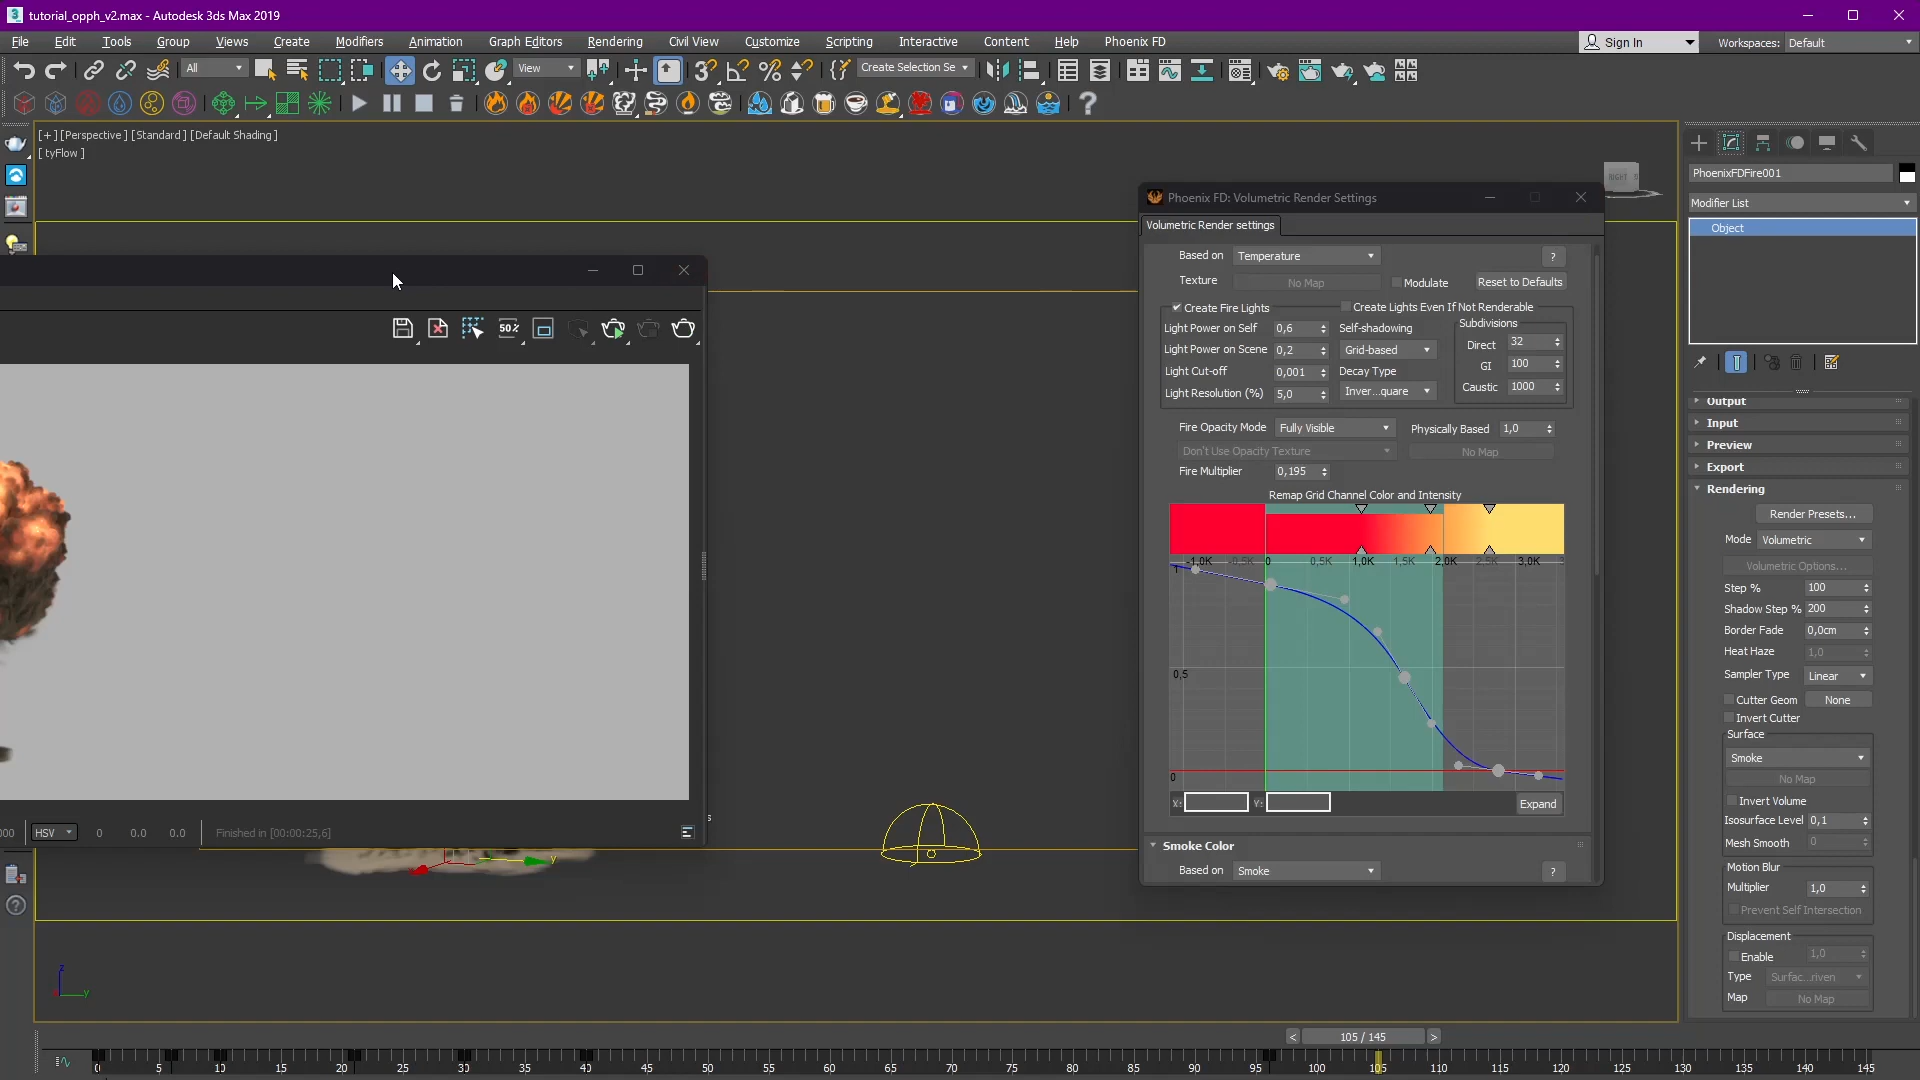 tutorial_opph_v2.max - Autodesk 3ds Max 2019
File Edit Tools Group Views Create Modifiers Animation Graph Editors Rendering Civil View Customize Scripting Interactive Content Help Phoenix FD
Sign In
Workspaces: Default
All
View
Create Selection Se
[+] [Perspective] [Standard] [Default Shading]
[ tyFlow ]
RIGHT
PhoenixFDFire001
Modifier List
Object
Output
Input
Preview
Export
Rendering
Render Presets...
Mode Volumetric
Volumetric Options...
Step % 100
Shadow Step % 200
Border Fade 0,0cm
Heat Haze 1,0
Sampler Type Linear
Cutter Geom None
Invert Cutter
Surface
Smoke
No Map
Invert Volume
Isosurface Level 0,1
Mesh Smooth 0
Motion Blur
Multiplier 1,0
Prevent Self Intersection
Displacement
Enable 1,0
Type Surfac...riven
Map No Map
Phoenix FD: Volumetric Render Settings
Volumetric Render settings
Based on Temperature ?
Texture No Map Modulate Reset to Defaults
Create Fire Lights Create Lights Even If Not Renderable
Light Power on Self 0,6 Self-shadowing Subdivisions
Light Power on Scene 0,2 Grid-based Direct 32
Light Cut-off 0,001 Decay Type GI 100
Light Resolution (%) 5,0 Inver...quare Caustic 1000
Fire Opacity Mode Fully Visible Physically Based 1,0
Don't Use Opacity Texture No Map
Fire Multiplier 0,195
Remap Grid Channel Color and Intensity
-1,0K -0,5K 0 0,5K 1,0K 1,5K 2,0K 2,5K 3,0K
1
0,5
0
X: Y: Expand
Smoke Color
Based on Smoke ?
50%
HSV 0 0.0 0.0 Finished in [00:00:25,6]
y
z
y
< 105 / 145 >
0 5 10 15 20 25 30 35 40 45 50 55 60 65 70 75 80 85 90 95 100 105 110 115 120 125 130 135 140 145